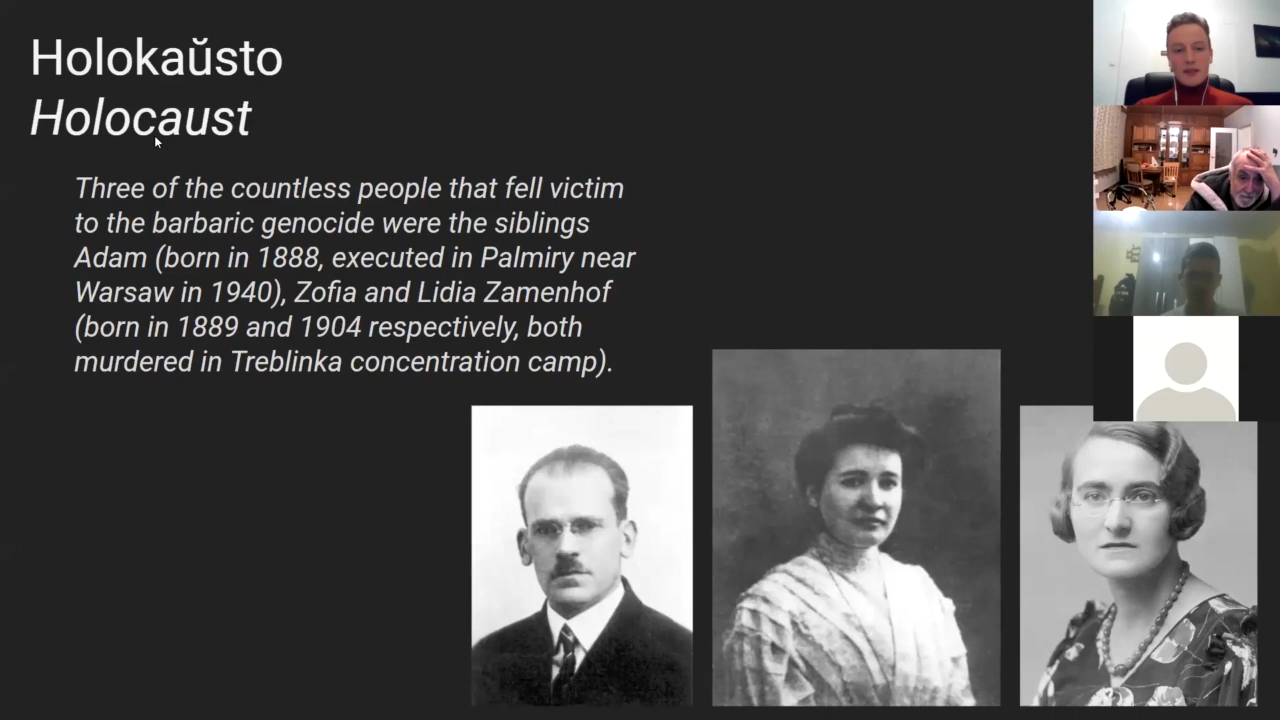 Holokaŭsto
Holocaust
Three of the countless people that fell victim
to the barbaric genocide were the siblings
Adam (born in 1888, executed in Palmiry near
Warsaw in 1940), Zofia and Lidia Zamenhof
(born in 1889 and 1904 respectively, both
murdered in Treblinka concentration camp).